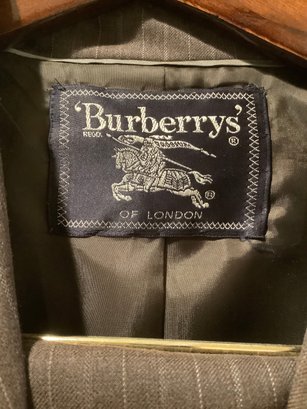 'Burberrys'
REGD. ®
®
OF LONDON